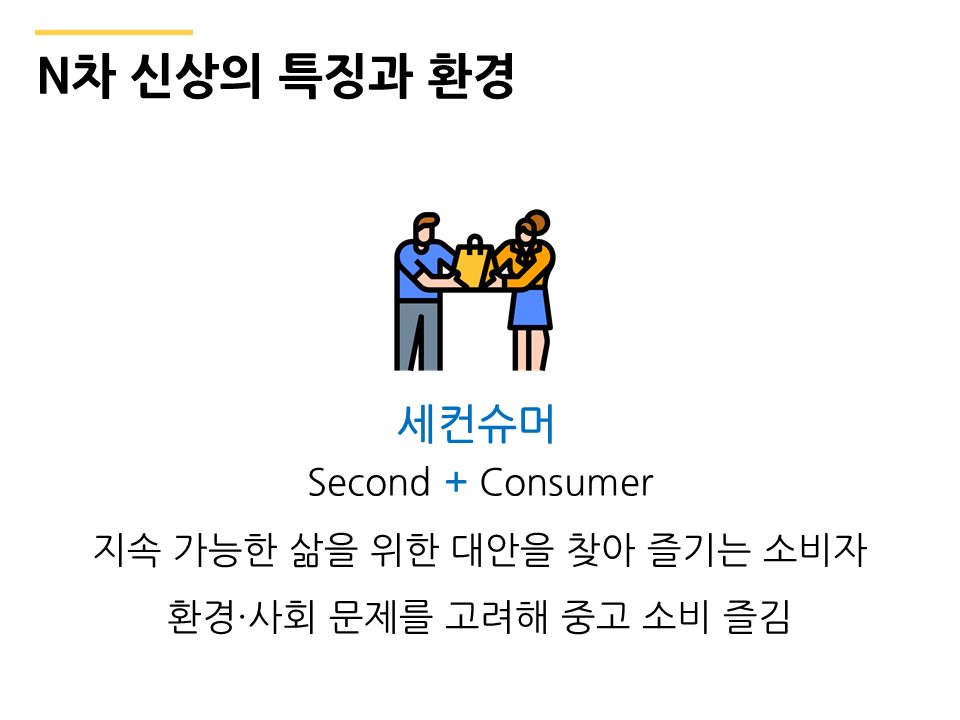 N차 신상의 특징과 환경
세컨슈머
Second + Consumer
지속 가능한 삶을 위한 대안을 찾아 즐기는 소비자
환경·사회 문제를 고려해 중고 소비 즐김